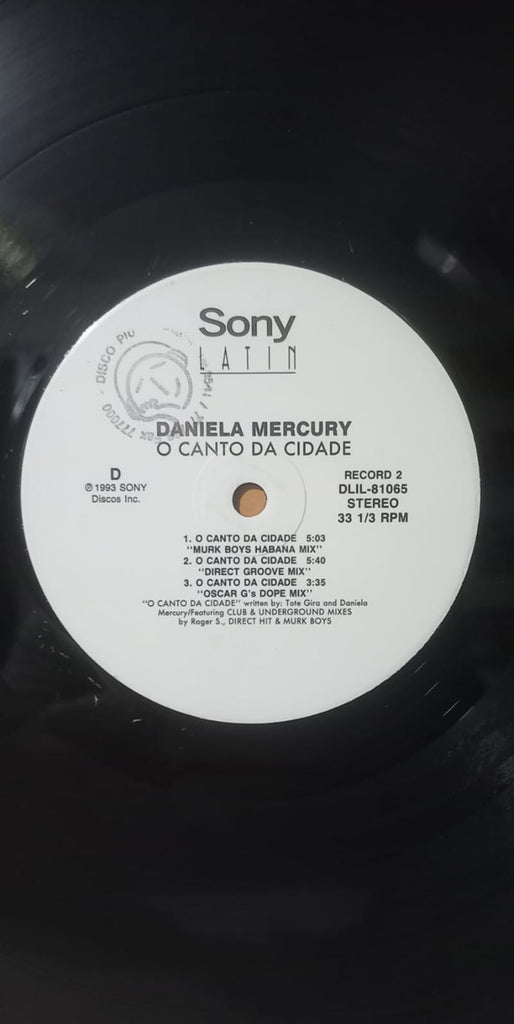 Sony
LATIN
DISCO PIU
777000
DANIELA MERCURY
O CANTO DA CIDADE
D
℗ 1993 SONY
Discos Inc.
RECORD 2
DLIL-81065
STEREO
33 1/3 RPM
1. O CANTO DA CIDADE 5:03
"MURK BOYS HABANA MIX"
2. O CANTO DA CIDADE 5:40
"DIRECT GROOVE MIX"
3. O CANTO DA CIDADE 3:35
"OSCAR G's DOPE MIX"
"O CANTO DA CIDADE" written by: Tote Gira and Daniela
Mercury/Featuring CLUB & UNDERGROUND MIXES
by Roger S., DIRECT HIT & MURK BOYS